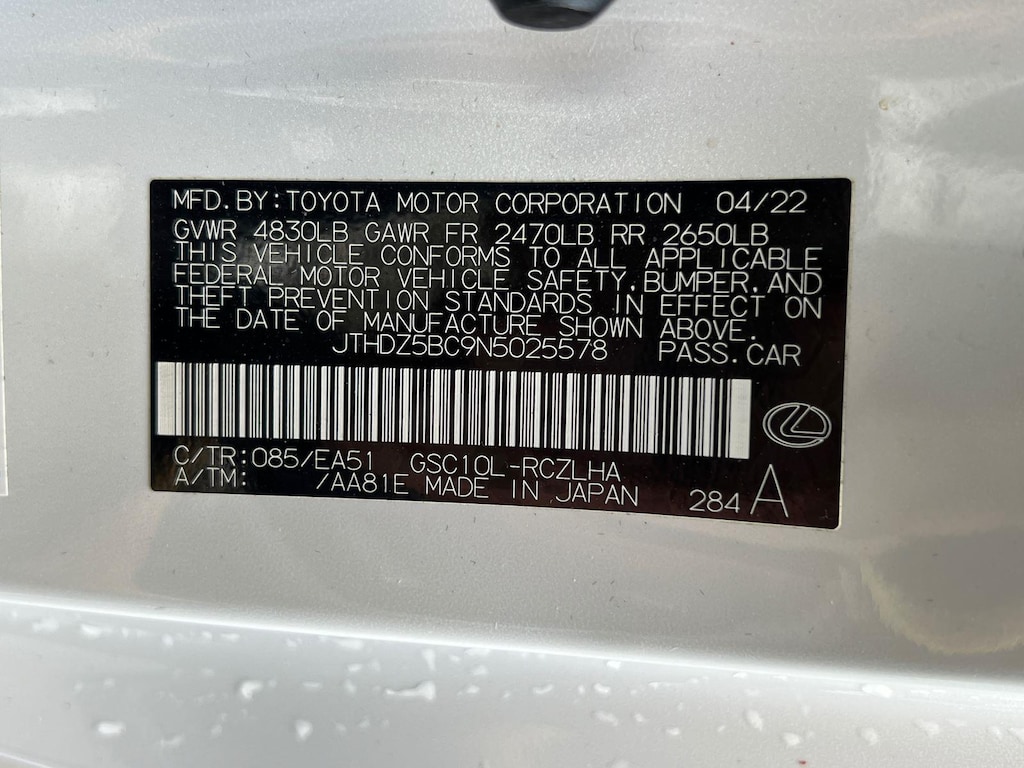 MFD.BY:TOYOTA MOTOR CORPORATION 04/22
GVWR 4830LB GAWR FR 2470LB RR 2650LB
THIS VEHICLE CONFORMS TO ALL APPLICABLE
FEDERAL MOTOR VEHICLE SAFETY,BUMPER,AND
THEFT PREVENTION STANDARDS IN EFFECT ON
THE DATE OF MANUFACTURE SHOWN ABOVE.
JTHDZ5BC9N5025578 PASS.CAR
C/TR:085/EA51 GSC10L-RCZLHA
A/TM: /AA81E MADE IN JAPAN 284 A